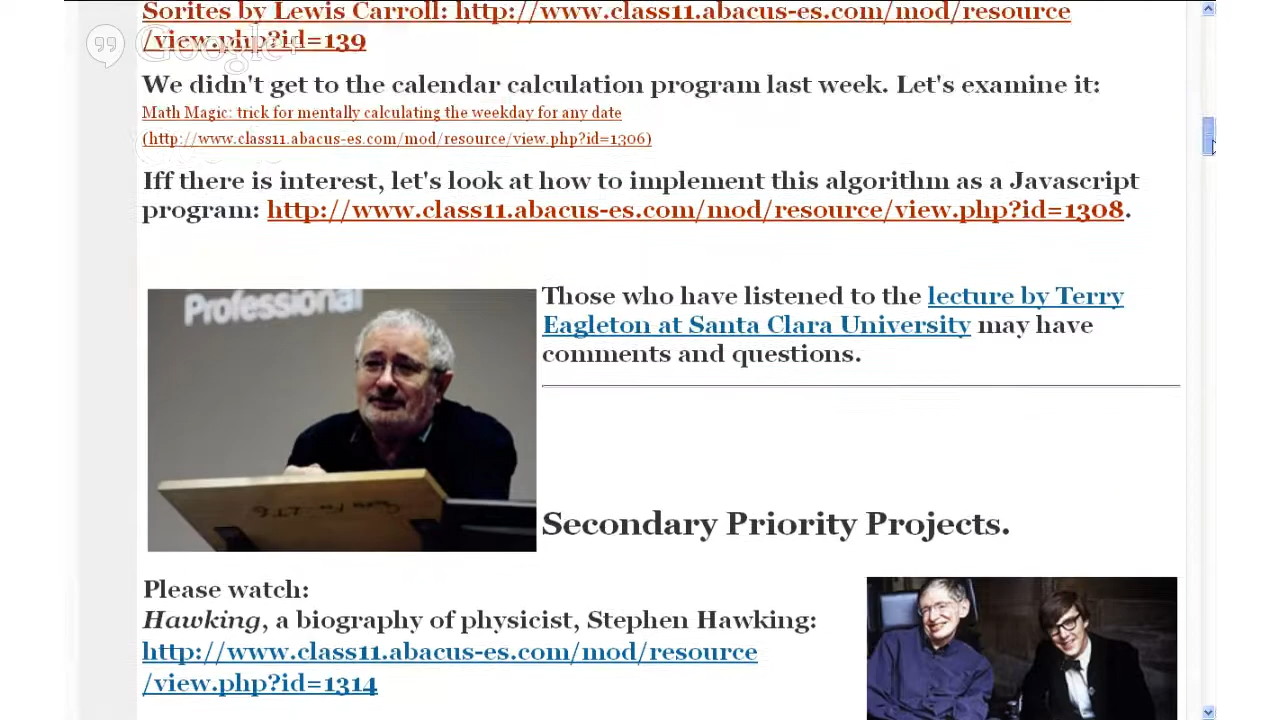 Sorites by Lewis Carroll: http://www.class11.abacus-es.com/mod/resource
/view.php?id=139
Google+
We didn't get to the calendar calculation program last week. Let's examine it:
Math Magic: trick for mentally calculating the weekday for any date
(http://www.class11.abacus-es.com/mod/resource/view.php?id=1306)
Iff there is interest, let's look at how to implement this algorithm as a Javascript
program: http://www.class11.abacus-es.com/mod/resource/view.php?id=1308.
Professional
Those who have listened to the lecture by Terry
Eagleton at Santa Clara University may have
comments and questions.
Secondary Priority Projects.
Please watch:
Hawking, a biography of physicist, Stephen Hawking:
http://www.class11.abacus-es.com/mod/resource
/view.php?id=1314